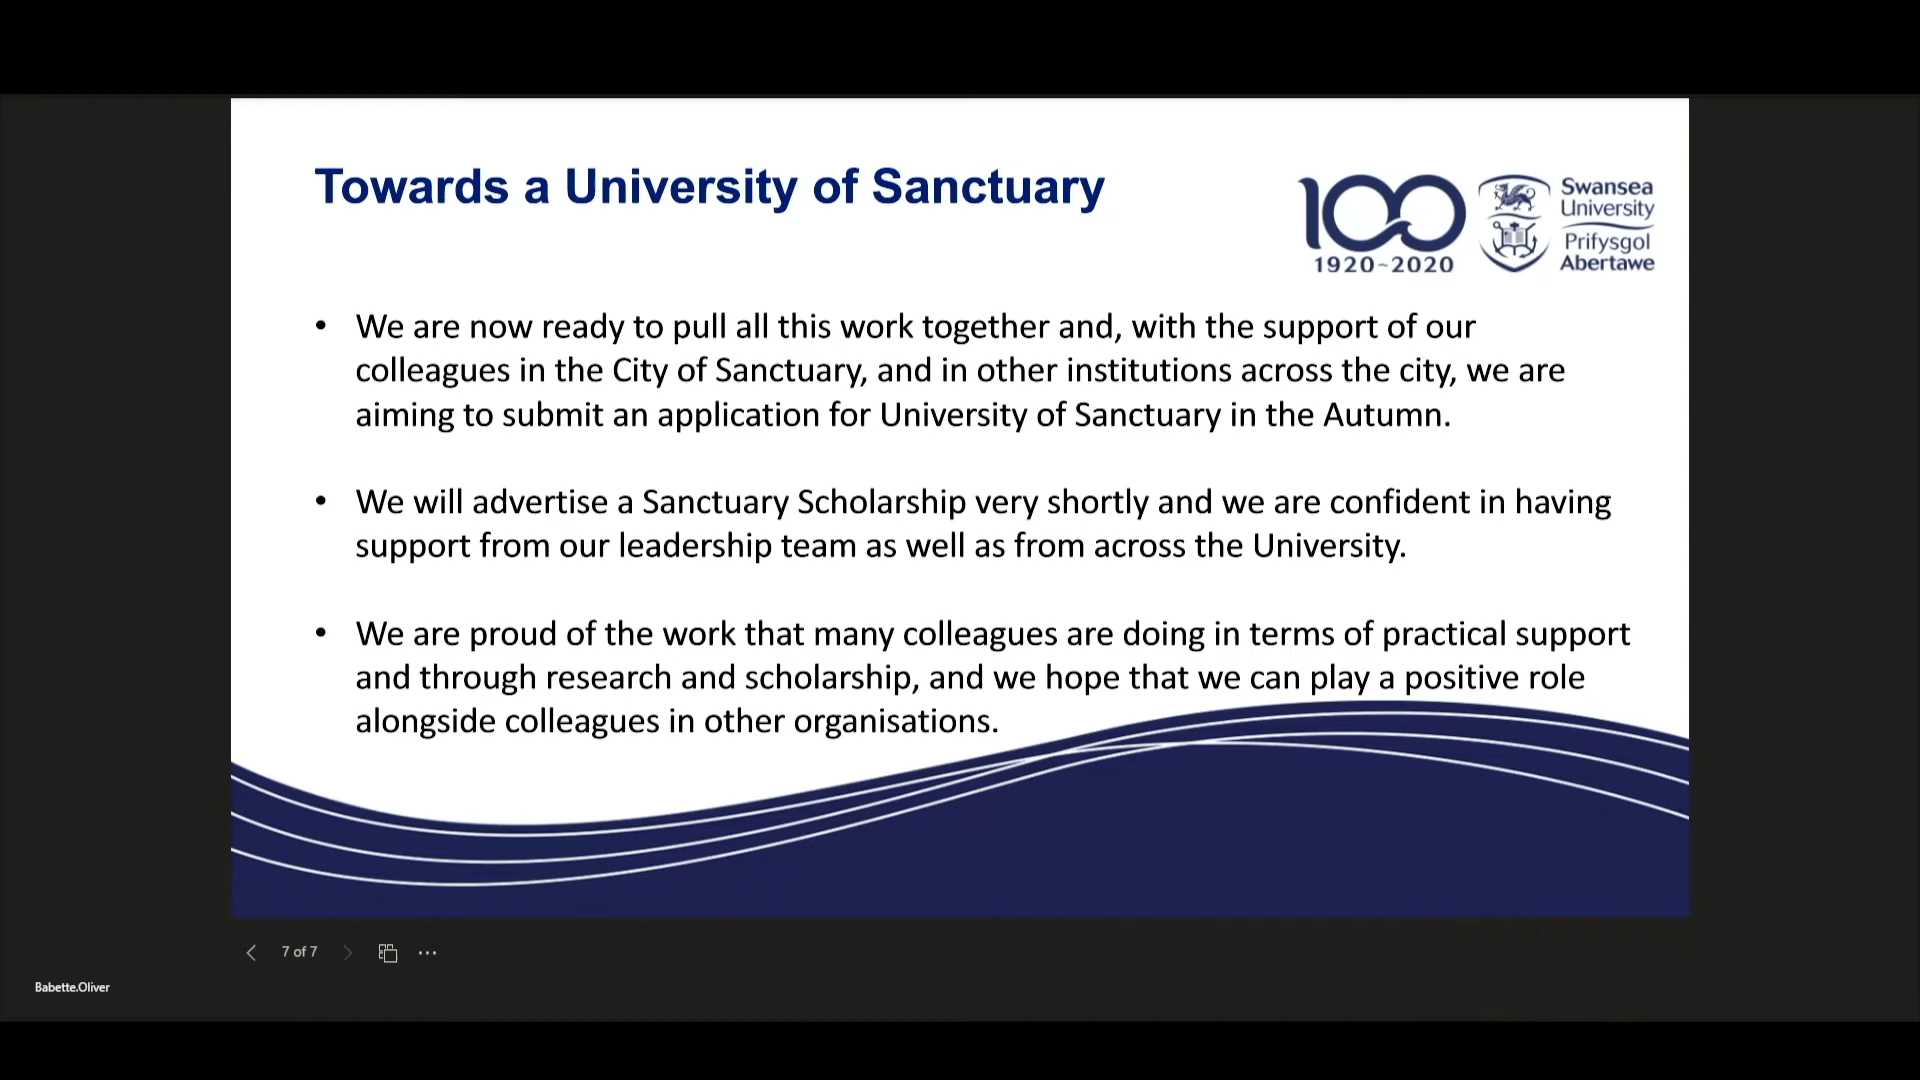 Towards a University of Sanctuary
100
1920~2020
Swansea
University
Prifysgol
Abertawe
• We are now ready to pull all this work together and, with the support of our
colleagues in the City of Sanctuary, and in other institutions across the city, we are
aiming to submit an application for University of Sanctuary in the Autumn.
• We will advertise a Sanctuary Scholarship very shortly and we are confident in having
support from our leadership team as well as from across the University.
• We are proud of the work that many colleagues are doing in terms of practical support
and through research and scholarship, and we hope that we can play a positive role
alongside colleagues in other organisations.
7 of 7
Babette.Oliver